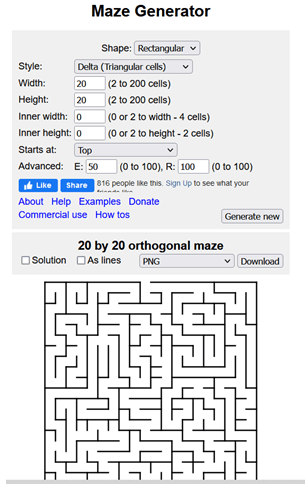 Maze Generator
Shape: Rectangular
Style: Delta (Triangular cells)
Width: 20 (2 to 200 cells)
Height: 20 (2 to 200 cells)
Inner width: 0 (0 or 2 to width - 4 cells)
Inner height: 0 (0 or 2 to height - 2 cells)
Starts at: Top
Advanced: E: 50 (0 to 100), R: 100 (0 to 100)
Like Share 816 people like this. Sign Up to see what your
friends like.
About Help Examples Donate
Commercial use How tos Generate new
20 by 20 orthogonal maze
Solution As lines PNG Download